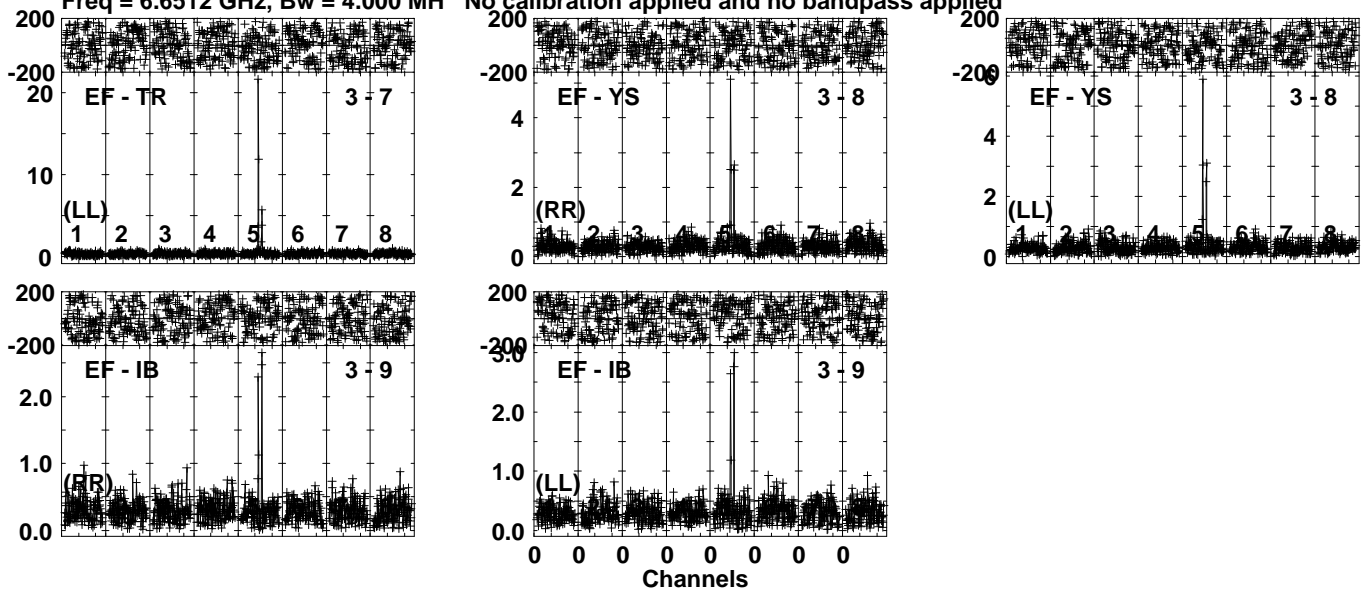 Freq = 6.6512 GHz, Bw = 4.000 MH No calibration applied and no bandpass applied
200
-200
20
10
0
EF - TR 3 - 7
(LL)
1 2 3 4 5 6 7 8
200
-200
4
2
0
EF - YS 3 - 8
(RR)
1 2 3 4 5 6 7 8
200
-200
6
4
2
0
EF - YS 3 - 8
(LL)
1 2 3 4 5 6 7 8
200
-200
2.0
1.0
0.0
EF - IB 3 - 9
(RR)
200
-200
3.0
2.0
1.0
0.0
EF - IB 3 - 9
(LL)
0 0 0 0 0 0 0 0
Channels